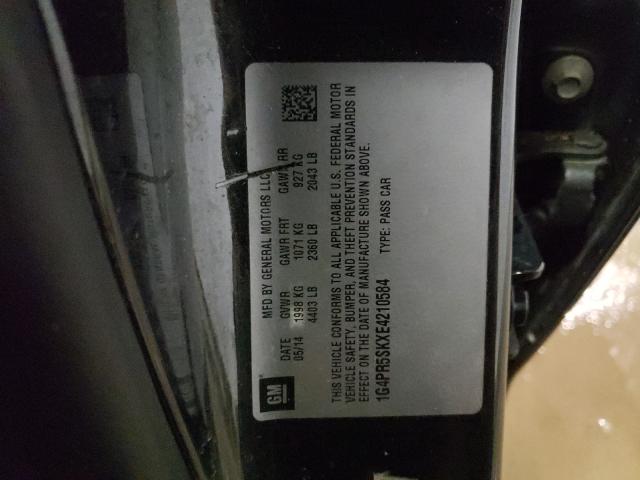 GM
MFD BY GENERAL MOTORS LLC
DATE GVWR GAWR FRT GAWR RR
05/14 1998 KG 1071 KG 927 KG
4403 LB 2360 LB 2043 LB
THIS VEHICLE CONFORMS TO ALL APPLICABLE U.S. FEDERAL MOTOR
VEHICLE SAFETY, BUMPER, AND THEFT PREVENTION STANDARDS IN
EFFECT ON THE DATE OF MANUFACTURE SHOWN ABOVE.
1G4PR5SKXE4210584 TYPE: PASS CAR